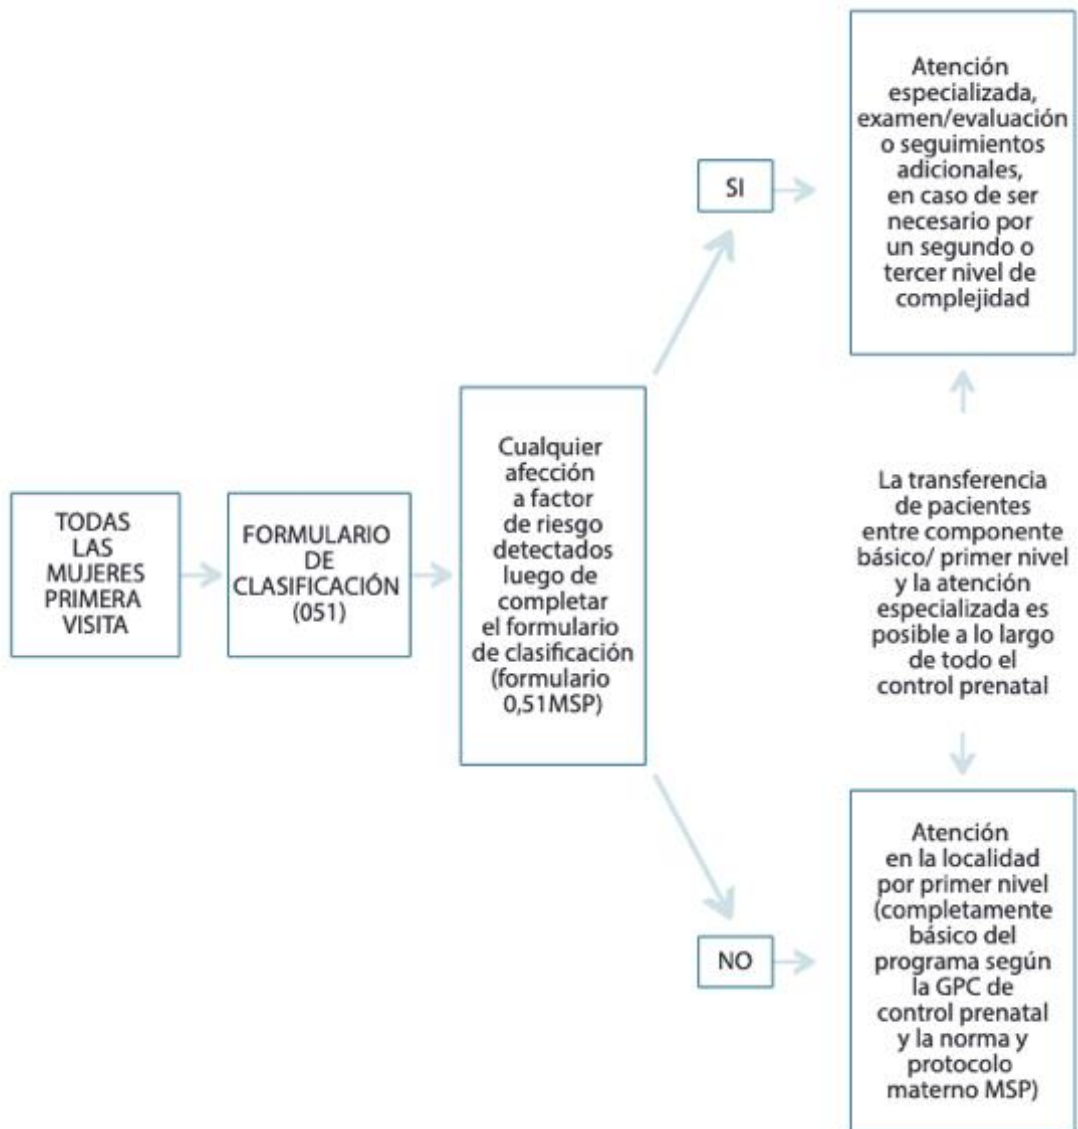 TODAS
LAS
MUJERES
PRIMERA
VISITA
FORMULARIO
DE
CLASIFICACIÓN
(051)
Cualquier
afección
a factor
de riesgo
detectados
luego de
completar
el formulario
de clasificación
(formulario
0,51MSP)
SI
Atención
especializada,
examen/evaluación
o seguimientos
adicionales,
en caso de ser
necesario por
un segundo o
tercer nivel de
complejidad
La transferencia
de pacientes
entre componente
básico/ primer nivel
y la atención
especializada es
posible a lo largo
de todo el
control prenatal
NO
Atención
en la localidad
por primer nivel
(completamente
básico del
programa según
la GPC de
control prenatal
y la norma y
protocolo
materno MSP)